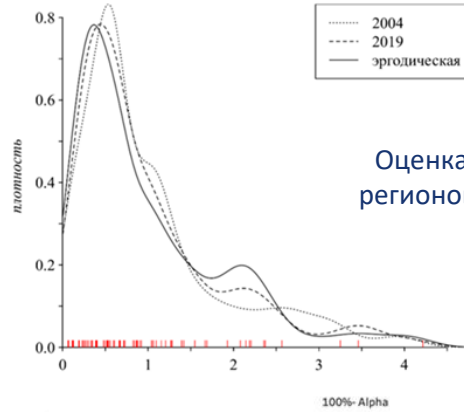 2004
2019
эргодическая
Оценка
регионо
плотность
0.8
0.6
0.4
0.2
0.0
0
1
2
3
4
100%- Alpha